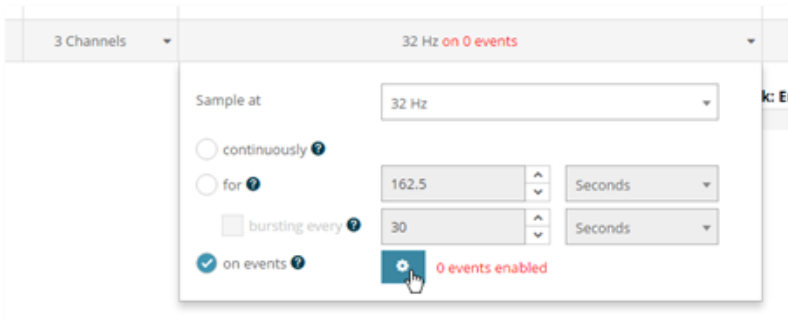 3 Channels 32 Hz on 0 events
Sample at 32 Hz
k: E
continuously ?
for ? 162.5 Seconds
bursting every ? 30 Seconds
on events ? 0 events enabled